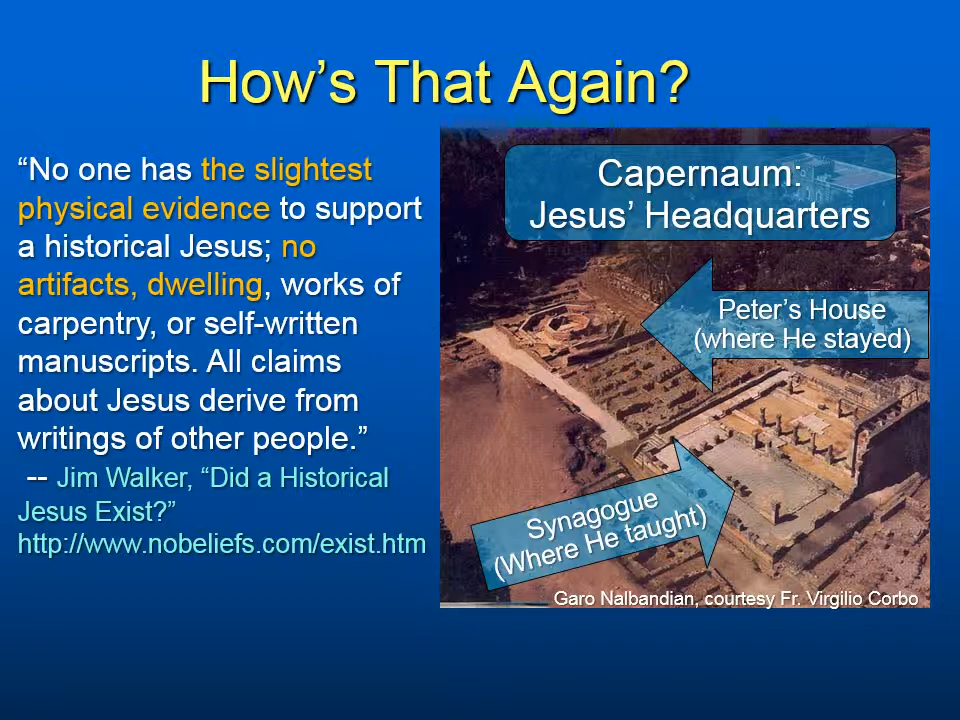 How’s That Again?
“No one has the slightest
physical evidence to support
a historical Jesus; no
artifacts, dwelling, works of
carpentry, or self-written
manuscripts. All claims
about Jesus derive from
writings of other people.”
-- Jim Walker, “Did a Historical
Jesus Exist?”
http://www.nobeliefs.com/exist.htm
Capernaum:
Jesus’ Headquarters
Peter’s House
(where He stayed)
Synagogue
(Where He taught)
Garo Nalbandian, courtesy Fr. Virgilio Corbo